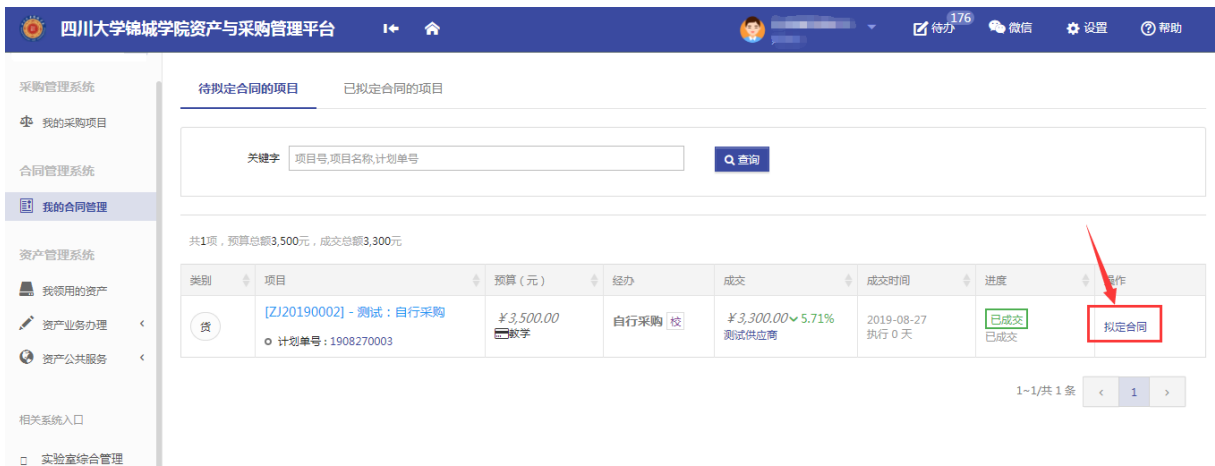 四川大学锦城学院资产与采购管理平台
待办 176 微信 设置 帮助
采购管理系统
我的采购项目
合同管理系统
我的合同管理
资产管理系统
我领用的资产
资产业务办理
资产公共服务
相关系统入口
实验室综合管理
待拟定合同的项目 已拟定合同的项目
关键字 项目号,项目名称,计划单号 查询
共1项，预算总额3,500元，成交总额3,300元
类别 项目 预算（元） 经办 成交 成交时间 进度 操作
货 [ZJ20190002] - 测试；自行采购 ¥3,500.00 自行采购 校 ¥3,300.00 5.71% 2019-08-27 已成交 拟定合同
计划单号：1908270003 教学 测试供应商 执行 0 天 已成交
1~1/共 1 条 ‹ 1 ›